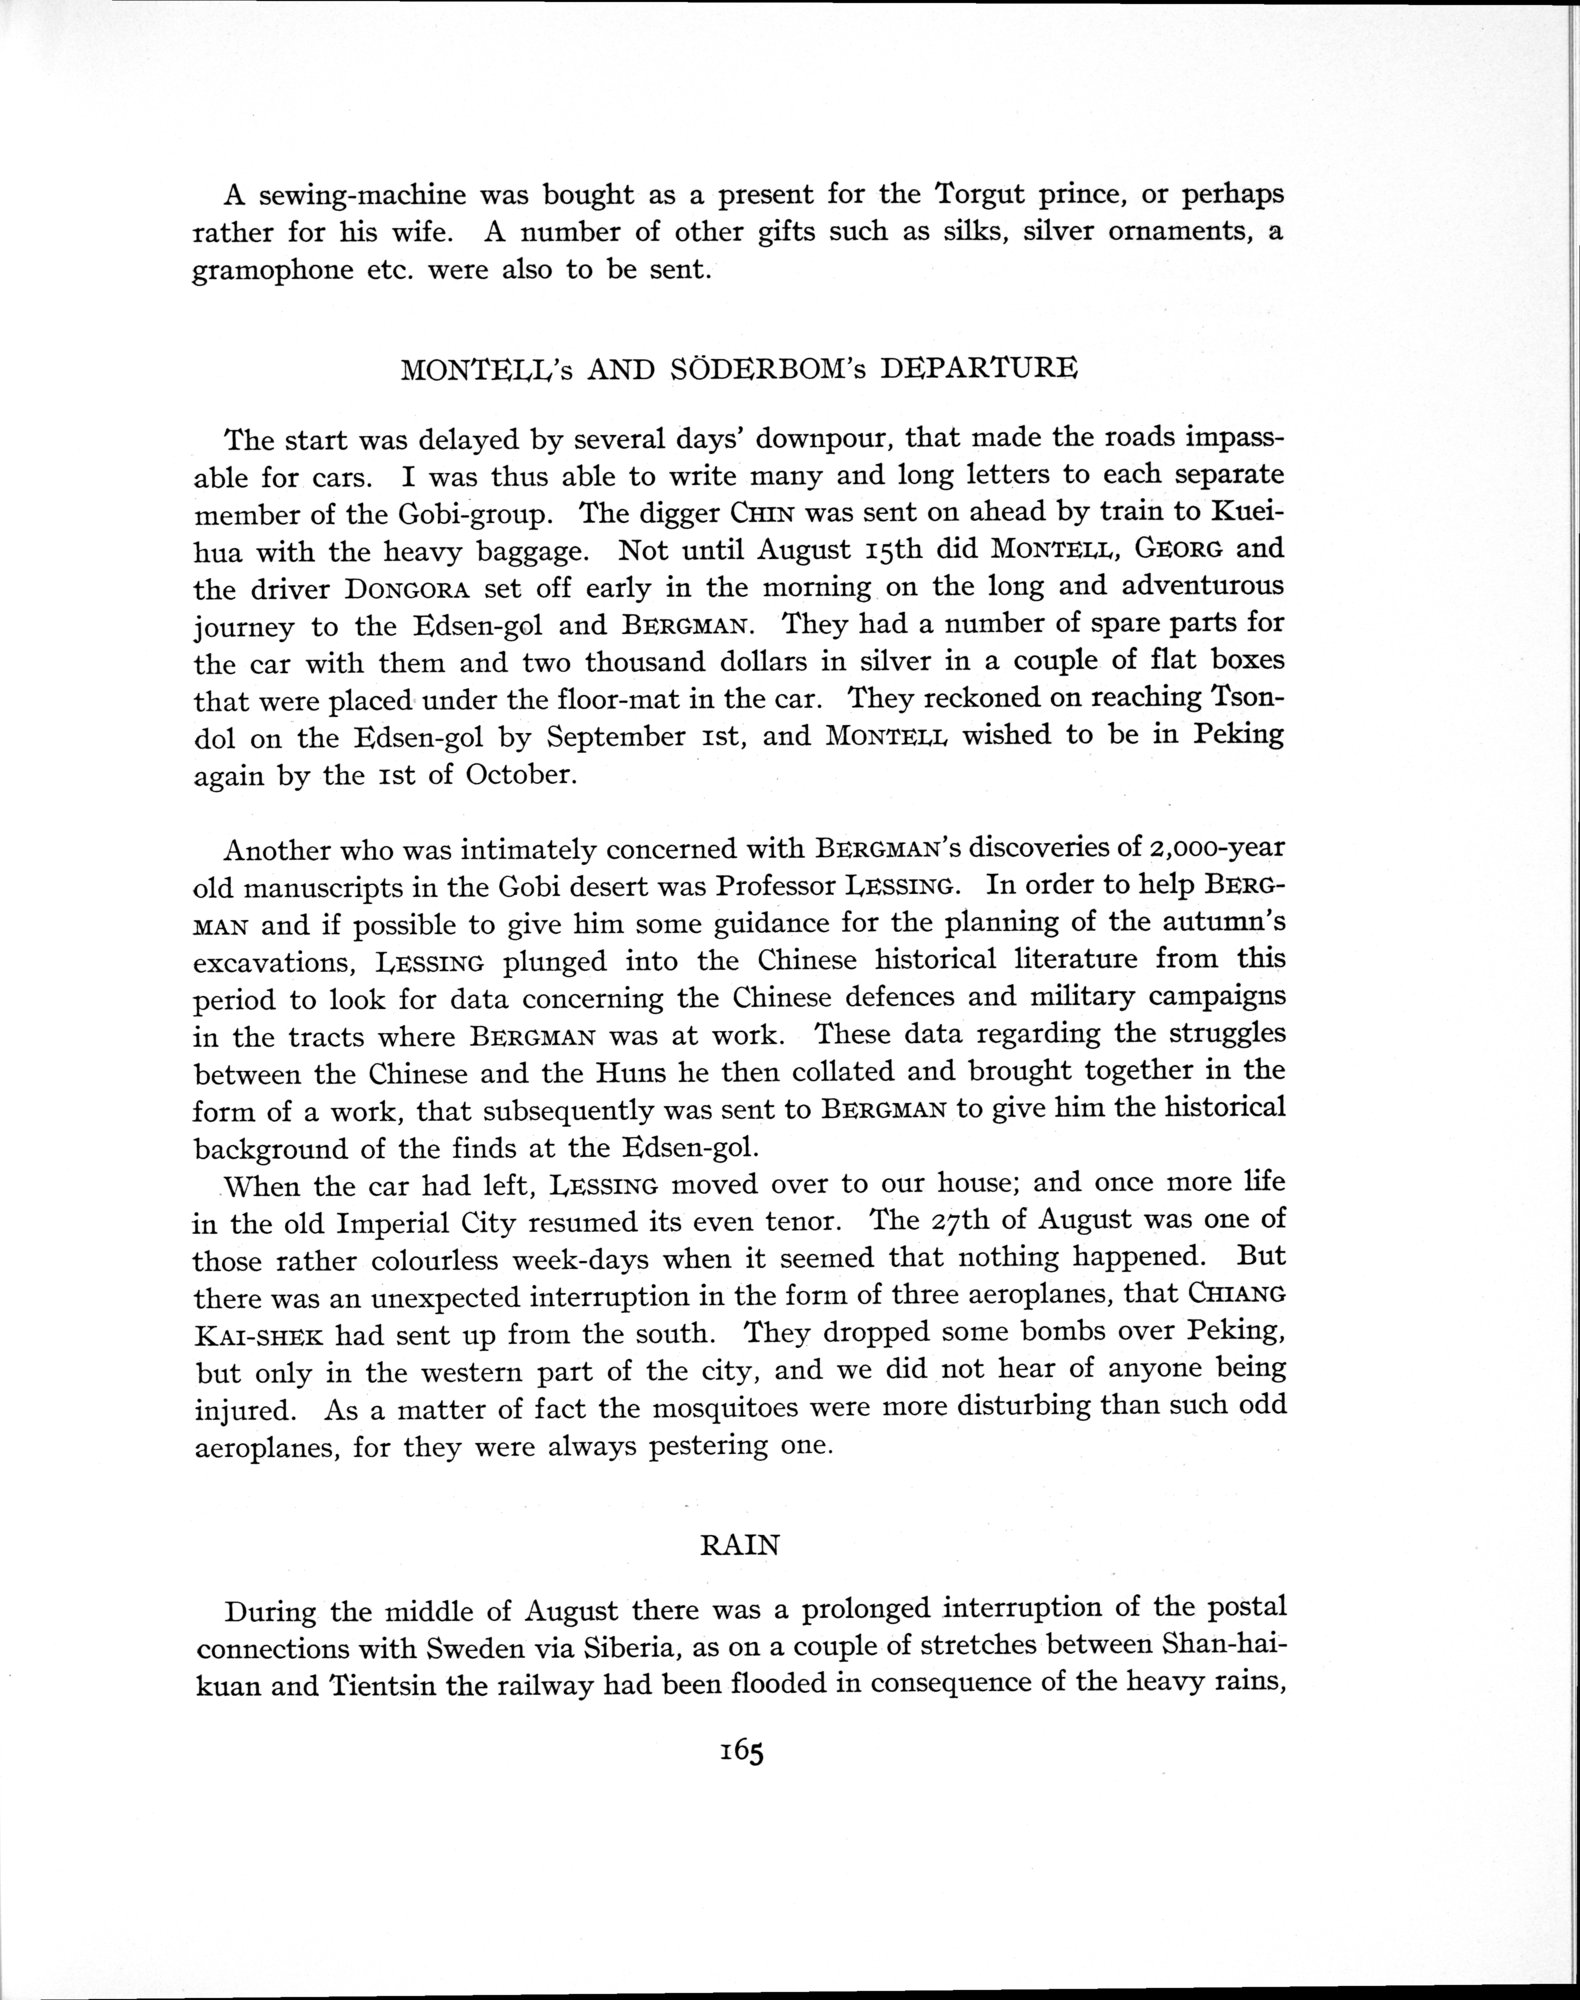 A sewing-machine was bought as a present for the Torgut prince, or perhaps
rather for his wife. A number of other gifts such as silks, silver ornaments, a
gramophone etc. were also to be sent.
MONTELL's AND SÖDERBOM's DEPARTURE
The start was delayed by several days' downpour, that made the roads impass-
able for cars. I was thus able to write many and long letters to each separate
member of the Gobi-group. The digger CHIN was sent on ahead by train to Kuei-
hua with the heavy baggage. Not until August 15th did MONTELL, GEORG and
the driver DONGORA set off early in the morning on the long and adventurous
journey to the Edsen-gol and BERGMAN. They had a number of spare parts for
the car with them and two thousand dollars in silver in a couple of flat boxes
that were placed under the floor-mat in the car. They reckoned on reaching Tson-
dol on the Edsen-gol by September 1st, and MONTELL wished to be in Peking
again by the 1st of October.
Another who was intimately concerned with BERGMAN's discoveries of 2,000-year
old manuscripts in the Gobi desert was Professor LESSING. In order to help BERG-
MAN and if possible to give him some guidance for the planning of the autumn's
excavations, LESSING plunged into the Chinese historical literature from this
period to look for data concerning the Chinese defences and military campaigns
in the tracts where BERGMAN was at work. These data regarding the struggles
between the Chinese and the Huns he then collated and brought together in the
form of a work, that subsequently was sent to BERGMAN to give him the historical
background of the finds at the Edsen-gol.
When the car had left, LESSING moved over to our house; and once more life
in the old Imperial City resumed its even tenor. The 27th of August was one of
those rather colourless week-days when it seemed that nothing happened. But
there was an unexpected interruption in the form of three aeroplanes, that CHIANG
KAI-SHEK had sent up from the south. They dropped some bombs over Peking,
but only in the western part of the city, and we did not hear of anyone being
injured. As a matter of fact the mosquitoes were more disturbing than such odd
aeroplanes, for they were always pestering one.
RAIN
During the middle of August there was a prolonged interruption of the postal
connections with Sweden via Siberia, as on a couple of stretches between Shan-hai-
kuan and Tientsin the railway had been flooded in consequence of the heavy rains,
165